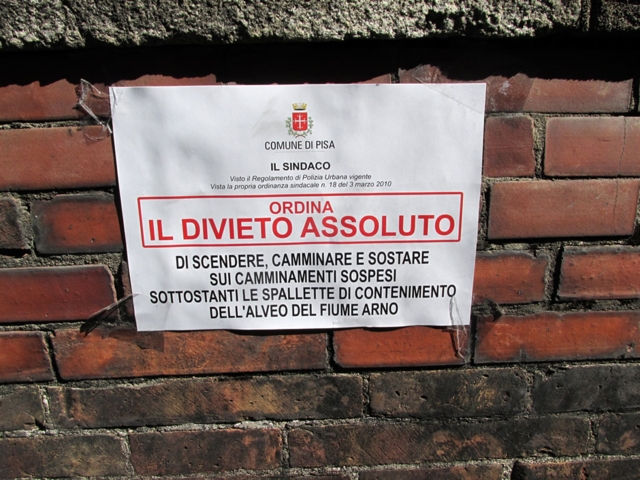 COMUNE DI PISA
IL SINDACO
Visto il Regolamento di Polizia Urbana vigente
Vista la propria ordinanza sindacale n. 18 del 3 marzo 2010
ORDINA
IL DIVIETO ASSOLUTO
DI SCENDERE, CAMMINARE E SOSTARE
SUI CAMMINAMENTI SOSPESI
SOTTOSTANTI LE SPALLETTE DI CONTENIMENTO
DELL'ALVEO DEL FIUME ARNO